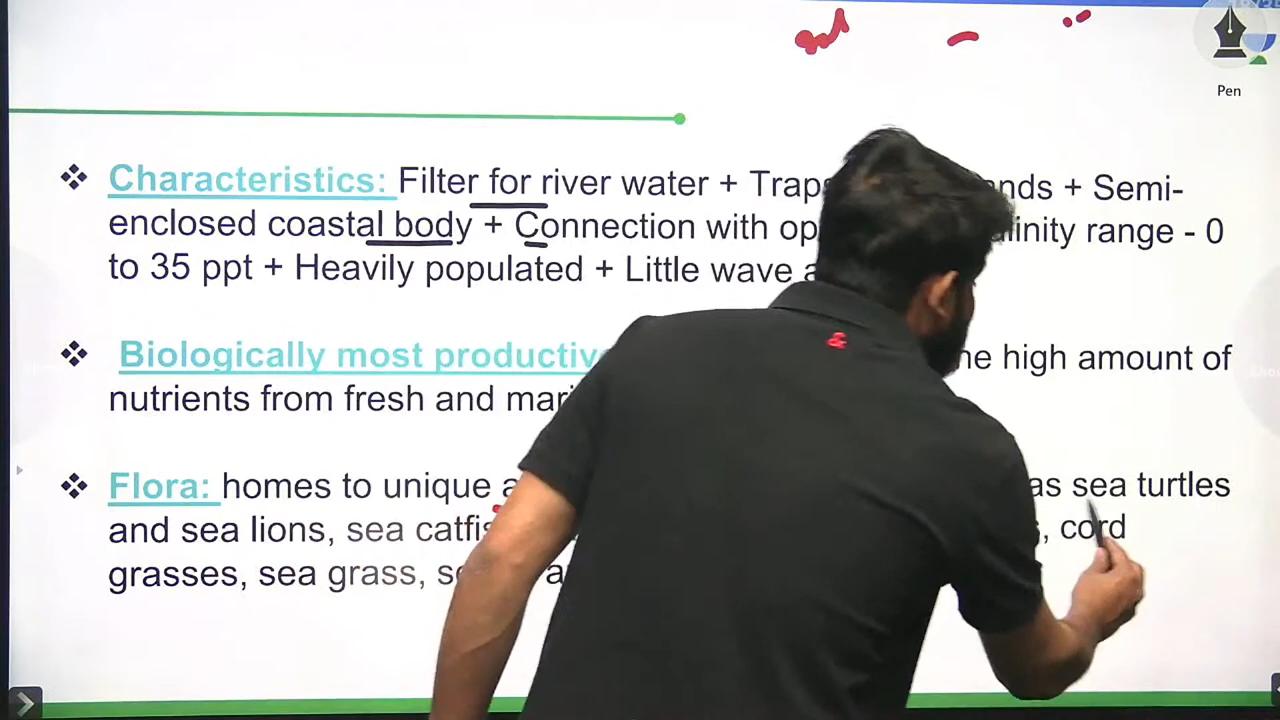 Pen
Characteristics: Filter for river water + Traps nds + Semi-
enclosed coastal body + Connection with op linity range - 0
to 35 ppt + Heavily populated + Little wave a
Biologically most productiv he high amount of
nutrients from fresh and mari
Flora: homes to unique a as sea turtles
and sea lions, sea catfis , cord
grasses, sea grass, s a
&